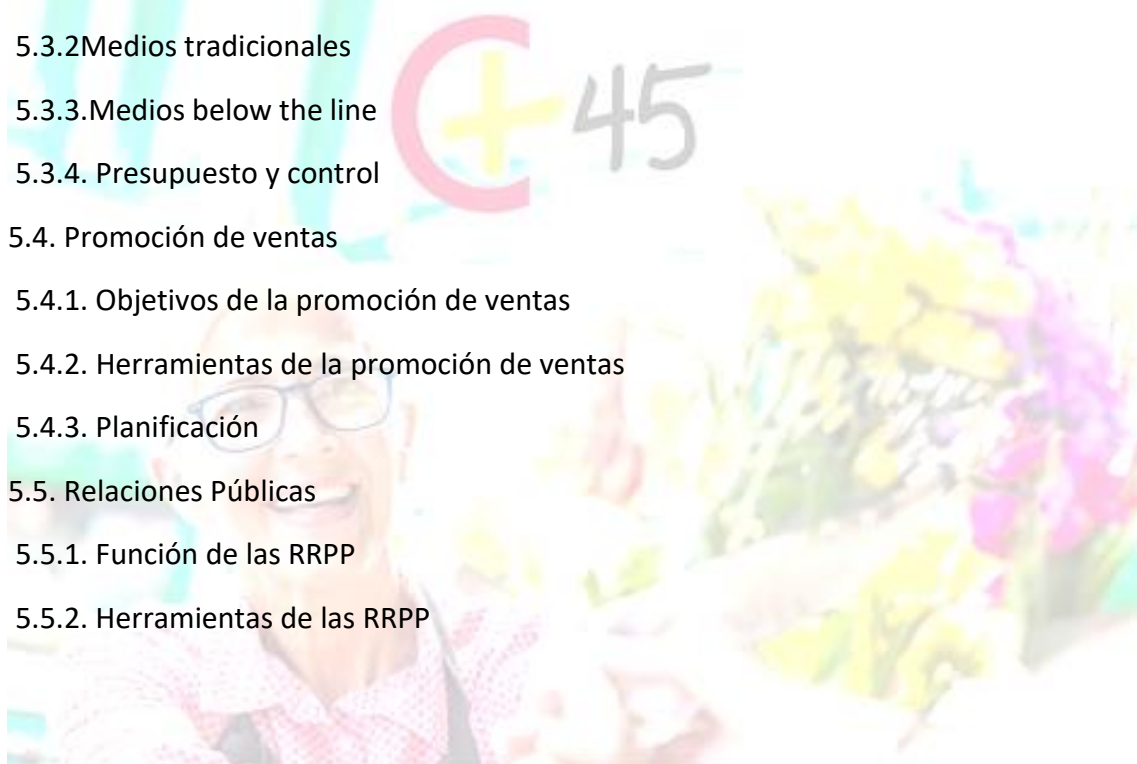 5.3.2Medios tradicionales
5.3.3.Medios below the line
5.3.4. Presupuesto y control
5.4. Promoción de ventas
5.4.1. Objetivos de la promoción de ventas
5.4.2. Herramientas de la promoción de ventas
5.4.3. Planificación
5.5. Relaciones Públicas
5.5.1. Función de las RRPP
5.5.2. Herramientas de las RRPP
C+45